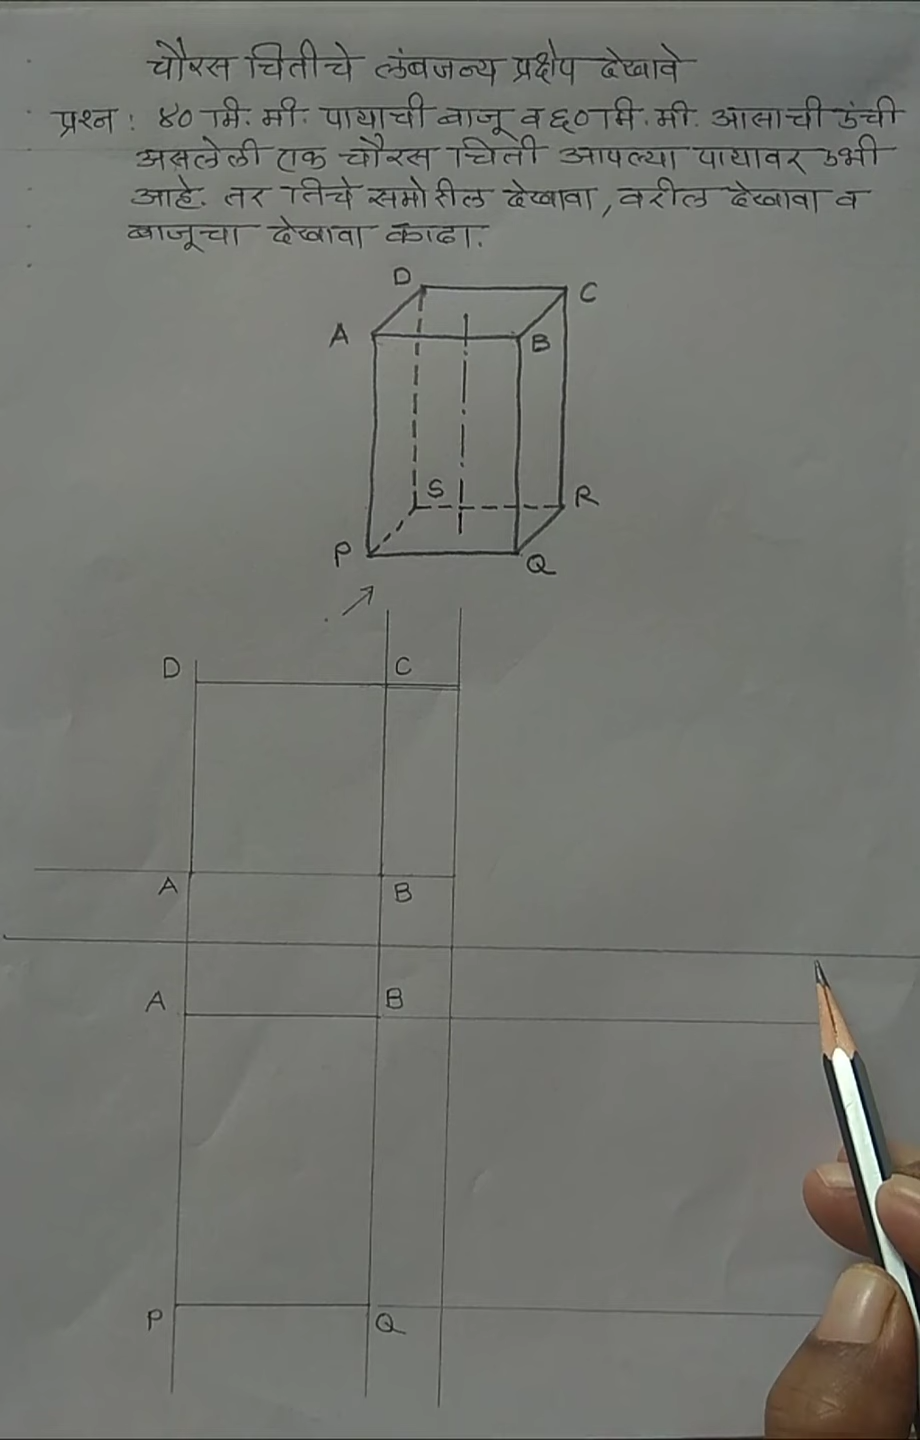 चौरस चितीचे लंबजन्य प्रक्षेप देखावे
प्रश्न : ४० मि. मी. पायाची बाजू व ६० मि. मी. आसाची उंची
असलेली एक चौरस चिती आपल्या पायावर उभी
आहे. तर तिचे समोरील देखावा, वरील देखावा व
बाजूचा देखावा काढा.
D
C
A
B
S
R
P
Q
D
C
A
B
A
B
P
Q